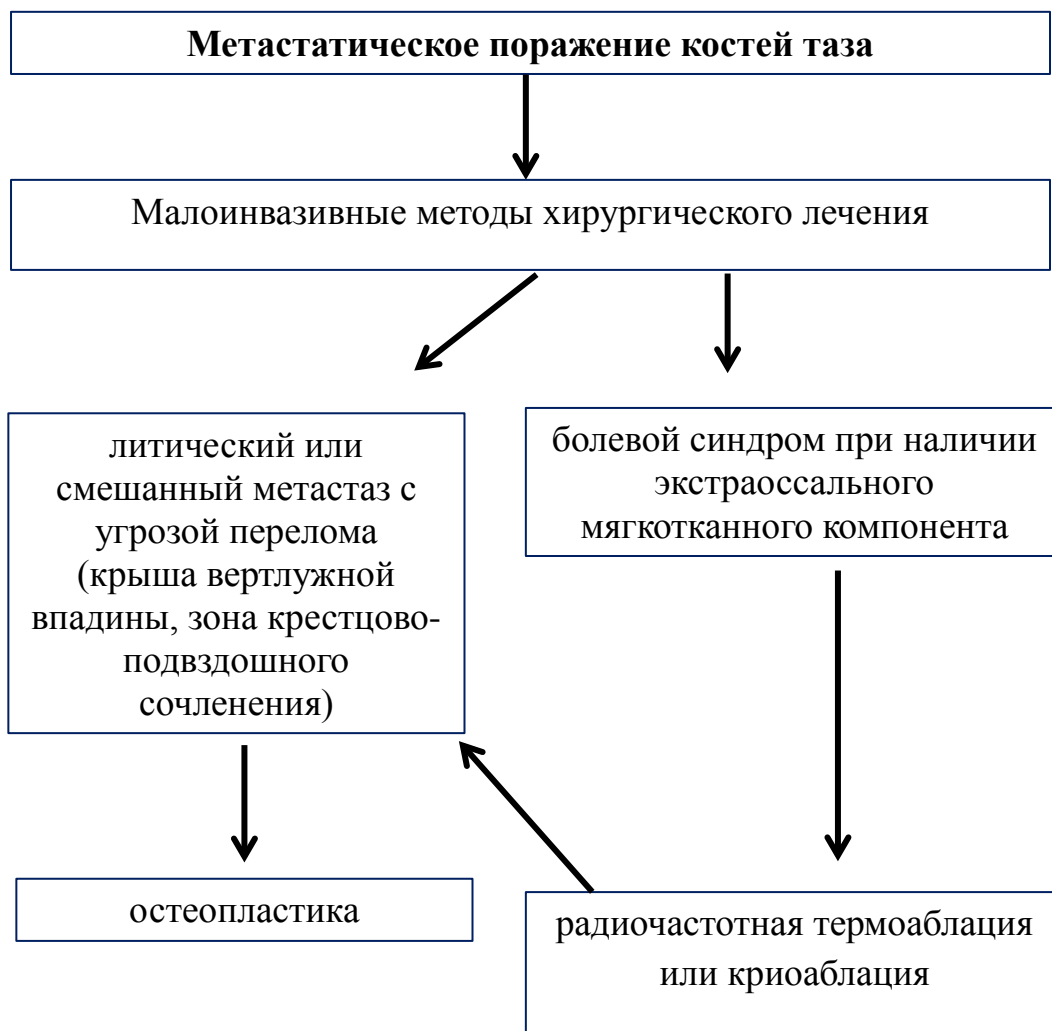 Метастатическое поражение костей таза
Малоинвазивные методы хирургического лечения
литический или
смешанный метастаз с
угрозой перелома
(крыша вертлужной
впадины, зона крестцово-
подвздошного
сочленения)
болевой синдром при наличии
экстраоссального
мягкотканного компонента
остеопластика
радиочастотная термоаблация
или криоаблация